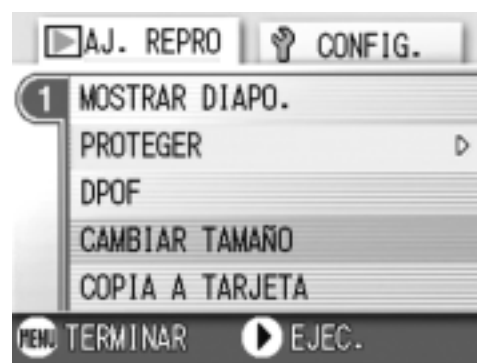 AJ. REPRO CONFIG.
1 MOSTRAR DIAPO.
PROTEGER
DPOF
CAMBIAR TAMAÑO
COPIA A TARJETA
MENU TERMINAR EJEC.